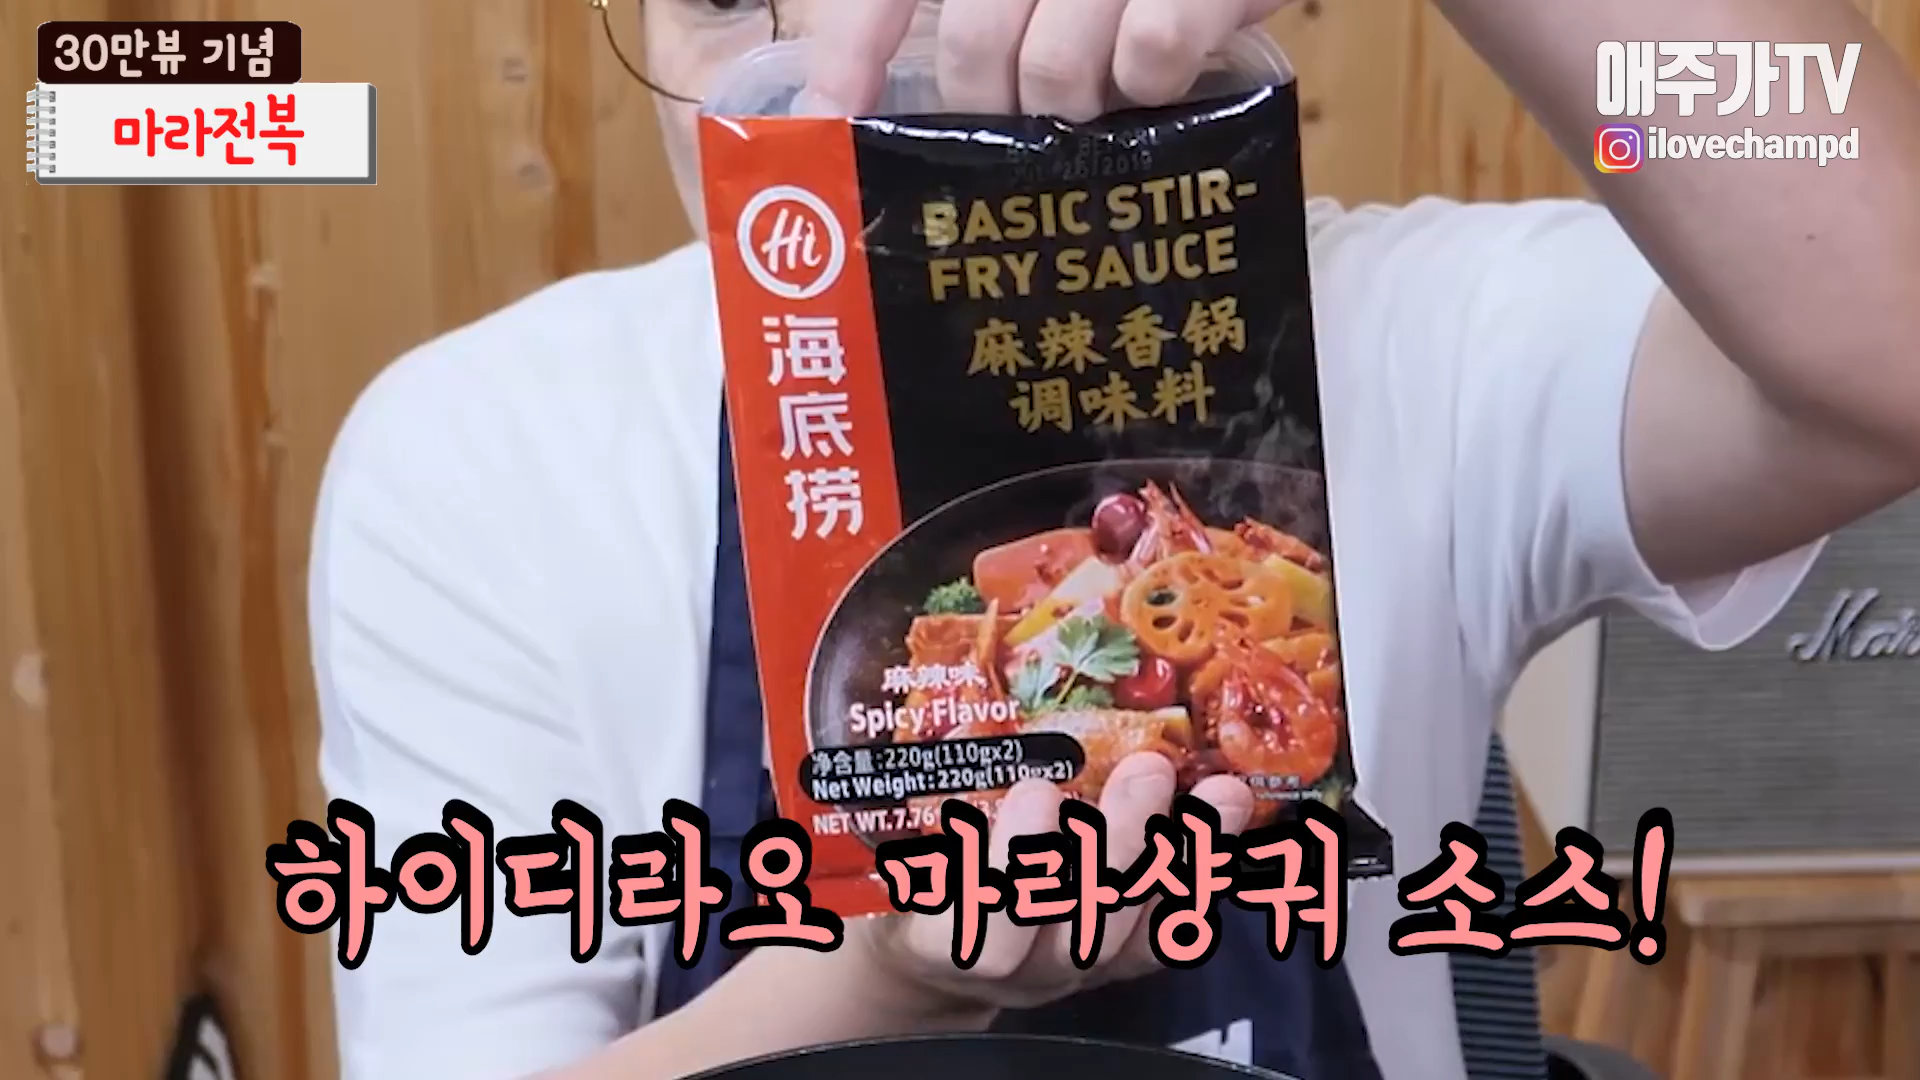 30만뷰 기념
마라전복
애주가TV
ilovechampd
Hi
海底捞
BASIC STIR-
FRY SAUCE
麻辣香锅
调味料
麻辣味
Spicy Flavor
净含量:220g(110gx2)
Net Weight:220g(110gx2)
NET WT.7.76
하이디라오 마라샹궈 소스!